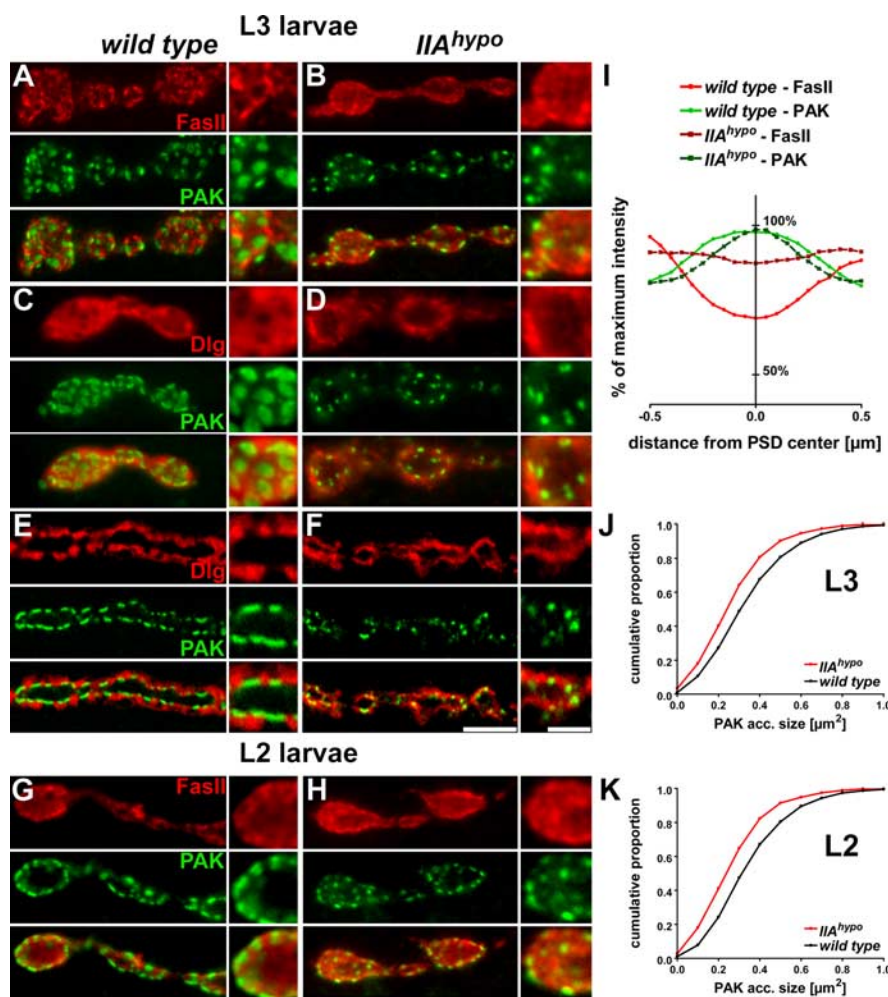 L3 larvae
wild type
IIA^hypo
A
FasII
PAK
B
C
Dlg
PAK
D
E
Dlg
PAK
F
L2 larvae
G
FasII
PAK
H
I
wild type - FasII
wild type - PAK
IIA^hypo - FasII
IIA^hypo - PAK
% of maximum intensity
100%
50%
-0.5
0.0
0.5
distance from PSD center [µm]
J
cumulative proportion
1.0
0.8
0.6
0.4
0.2
0.0
L3
IIA^hypo
wild type
0.0 0.2 0.4 0.6 0.8 1.0
PAK acc. size [µm²]
K
cumulative proportion
1.0
0.8
0.6
0.4
0.2
0.0
L2
IIA^hypo
wild type
0.0 0.2 0.4 0.6 0.8 1.0
PAK acc. size [µm²]